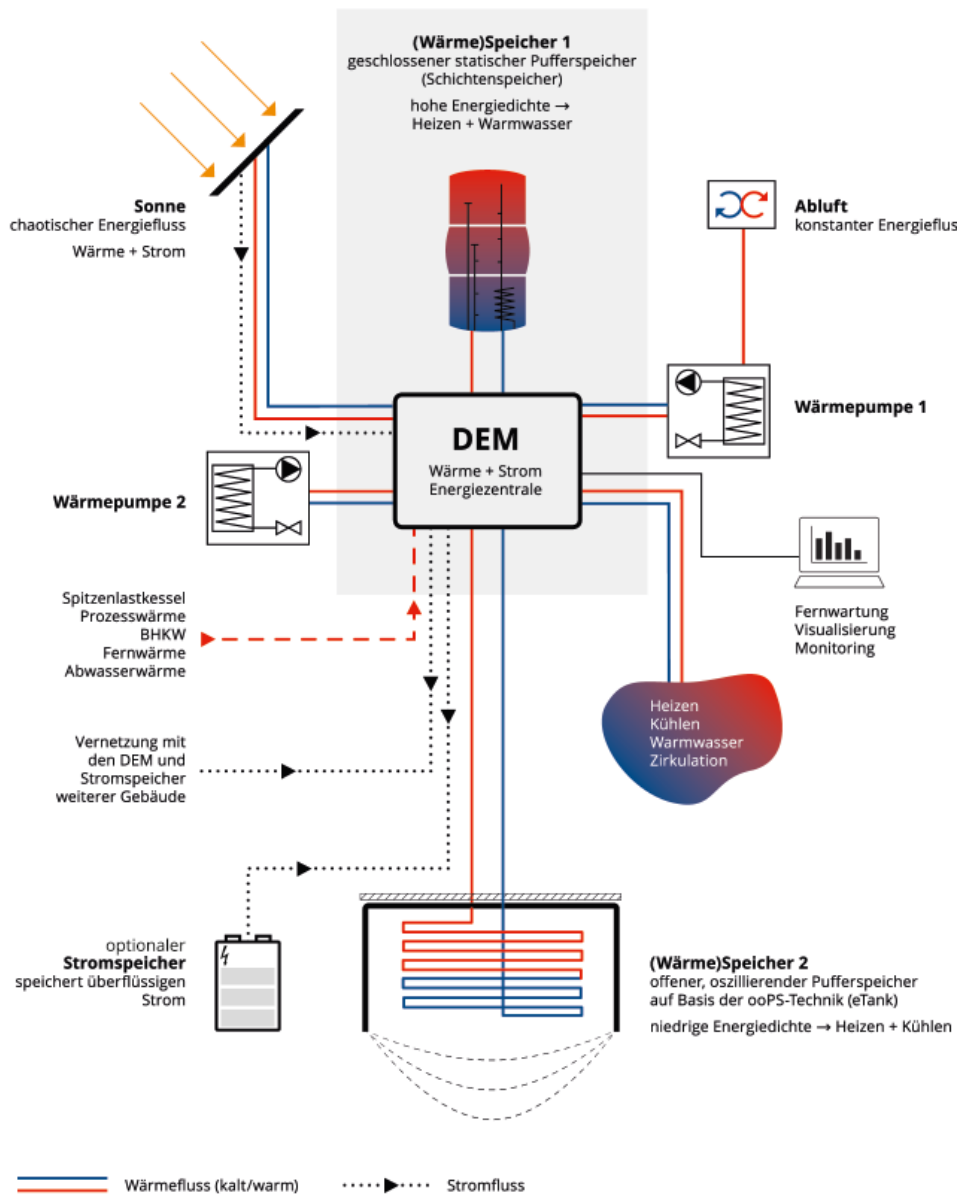 (Wärme)Speicher 1
geschlossener statischer Pufferspeicher
(Schichtenspeicher)
hohe Energiedichte →
Heizen + Warmwasser
Sonne
chaotischer Energiefluss
Wärme + Strom
Abluft
konstanter Energieflus
Wärmepumpe 1
DEM
Wärme + Strom
Energiezentrale
Wärmepumpe 2
Spitzenlastkessel
Prozesswärme
BHKW
Fernwärme
Abwasserwärme
Fernwartung
Visualisierung
Monitoring
Heizen
Kühlen
Warmwasser
Zirkulation
Vernetzung mit
den DEM und
Stromspeicher
weiterer Gebäude
optionaler
Stromspeicher
speichert überflüssigen
Strom
(Wärme)Speicher 2
offener, oszillierender Pufferspeicher
auf Basis der ooPS-Technik (eTank)
niedrige Energiedichte → Heizen + Kühlen
Wärmefluss (kalt/warm)
Stromfluss